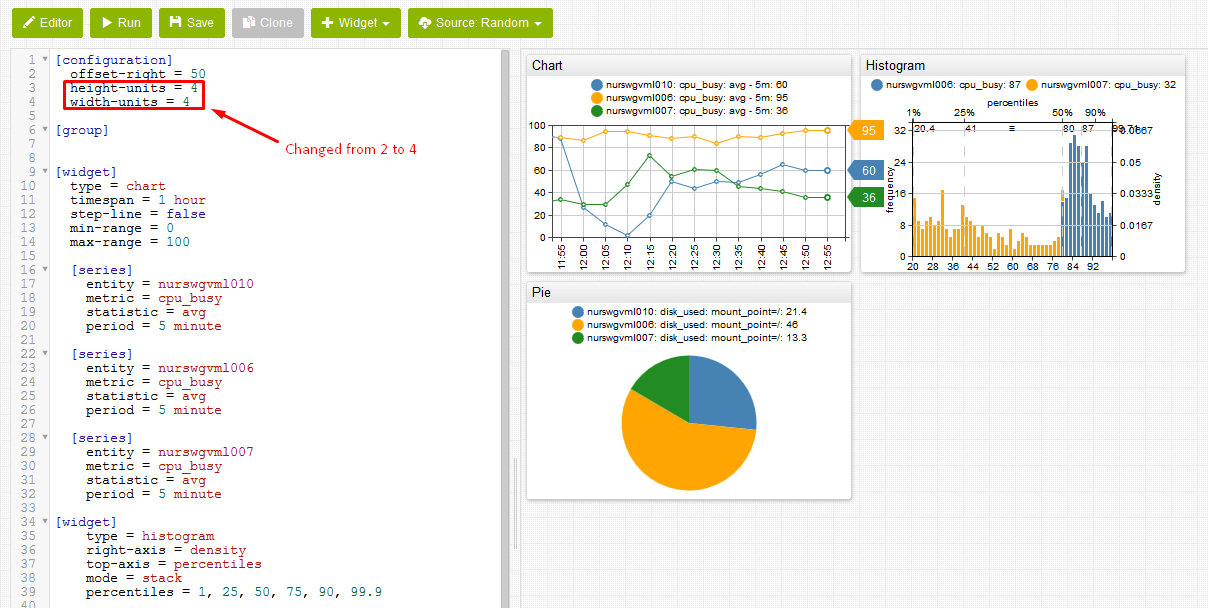 Editor Run Save Clone Widget Source: Random
1 [configuration]
2 offset-right = 50
3 height-units = 4
4 width-units = 4
5
6 [group]
7
8
9 [widget]
10 type = chart
11 timespan = 1 hour
12 step-line = false
13 min-range = 0
14 max-range = 100
15
16 [series]
17 entity = nurswgvml010
18 metric = cpu_busy
19 statistic = avg
20 period = 5 minute
21
22 [series]
23 entity = nurswgvml006
24 metric = cpu_busy
25 statistic = avg
26 period = 5 minute
27
28 [series]
29 entity = nurswgvml007
30 metric = cpu_busy
31 statistic = avg
32 period = 5 minute
33
34 [widget]
35 type = histogram
36 right-axis = density
37 top-axis = percentiles
38 mode = stack
39 percentiles = 1, 25, 50, 75, 90, 99.9
40
Changed from 2 to 4
Chart
nurswgvml010: cpu_busy: avg - 5m: 60
nurswgvml006: cpu_busy: avg - 5m: 95
nurswgvml007: cpu_busy: avg - 5m: 36
100
80
60
40
20
0
95
60
36
11:55 12:00 12:05 12:10 12:15 12:20 12:25 12:30 12:35 12:40 12:45 12:50 12:55
Histogram
nurswgvml006: cpu_busy: 87 nurswgvml007: cpu_busy: 32
percentiles
1% 25% 50% 90%
20.4 41 80 87
32
24
16
8
0
frequency
0.05
0.0333
0.0167
0
density
20 28 36 44 52 60 68 76 84 92
Pie
nurswgvml010: disk_used: mount_point=/: 21.4
nurswgvml006: disk_used: mount_point=/: 46
nurswgvml007: disk_used: mount_point=/: 13.3